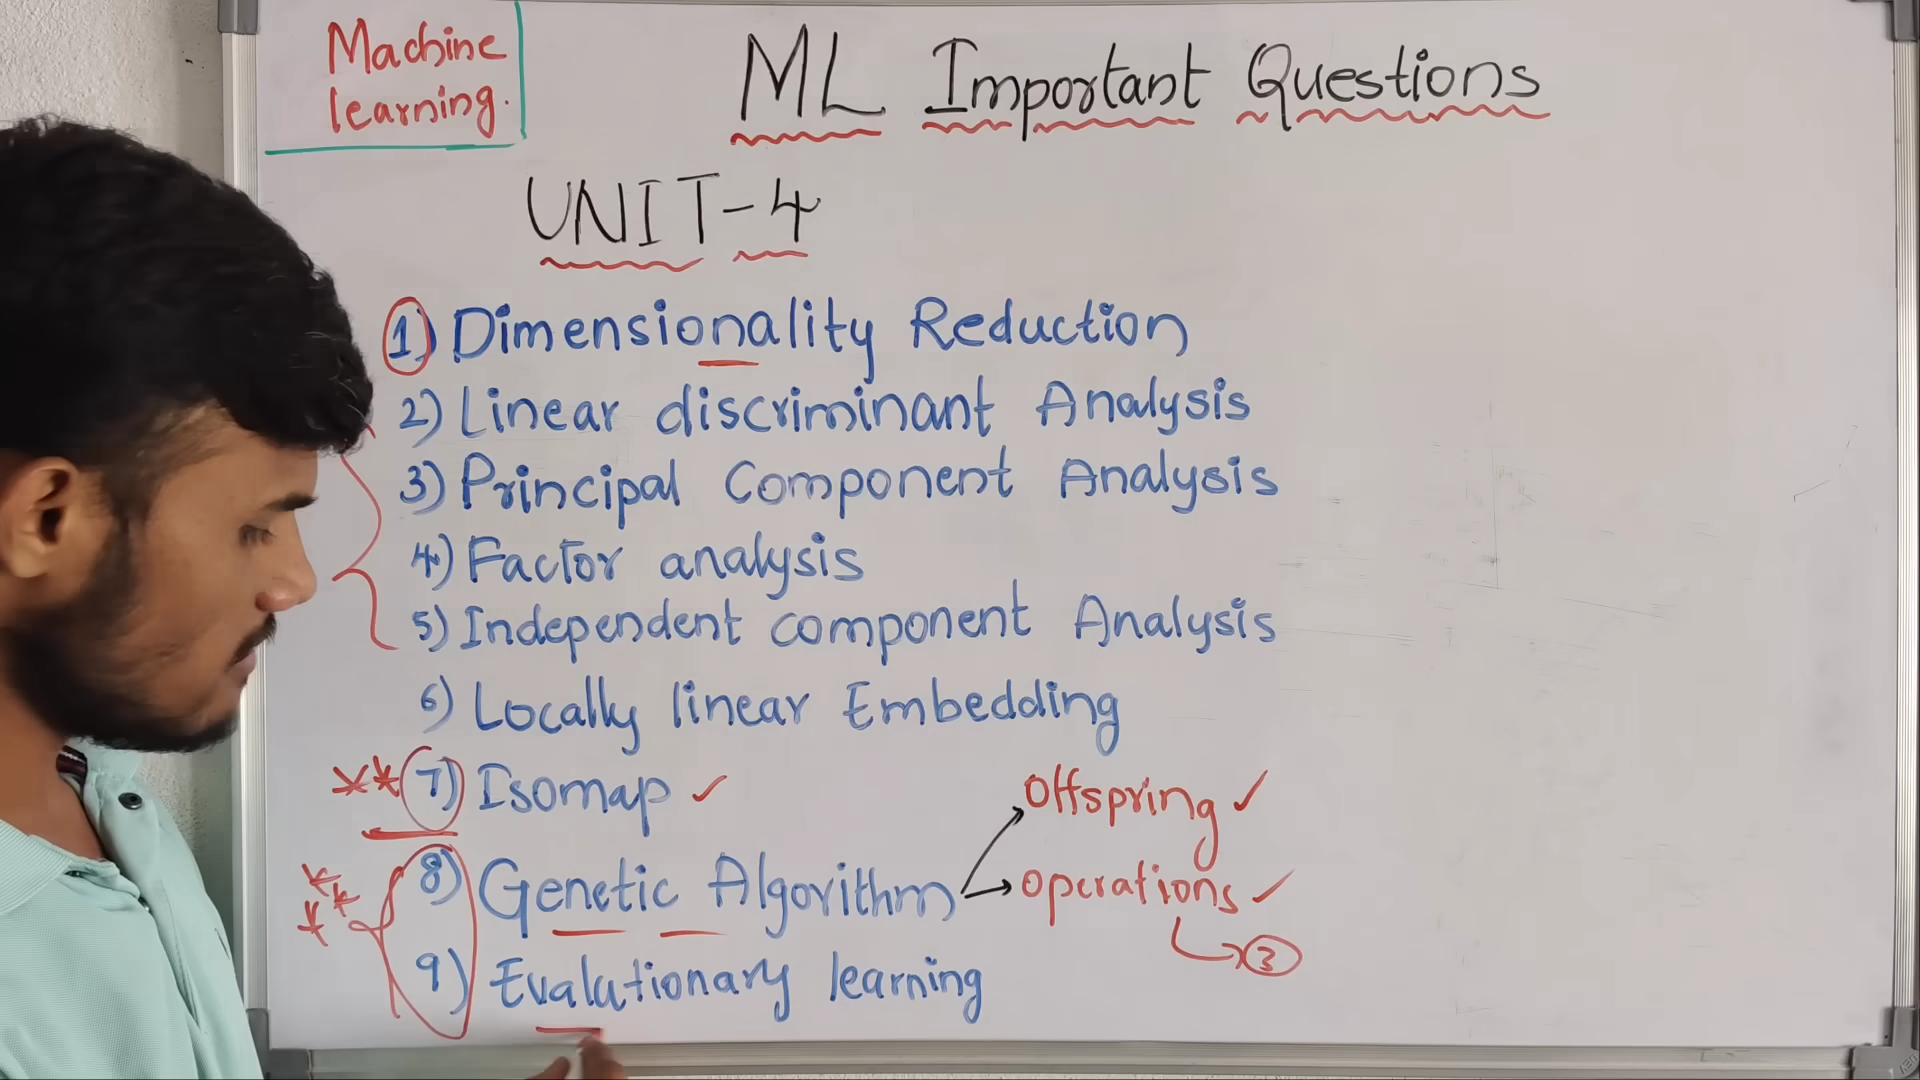 Machine
learning.
ML Important Questions
UNIT-4
1) Dimensionality Reduction
2) Linear discriminant Analysis
3) Principal Component Analysis
4) Factor analysis
5) Independent component Analysis
6) Locally linear Embedding
** 7) Isomap ✓
Offspring ✓
8) Genetic Algorithm
operations ✓
3
9) Evalutionary learning